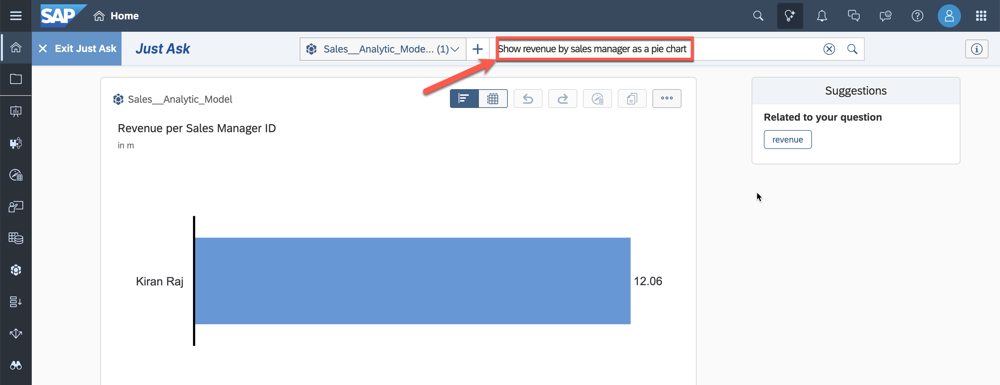 SAP Home
Exit Just Ask
Just Ask
Sales__Analytic_Mode... (1)
Show revenue by sales manager as a pie chart
Sales__Analytic_Model
Revenue per Sales Manager ID
in m
Kiran Raj
12.06
Suggestions
Related to your question
revenue